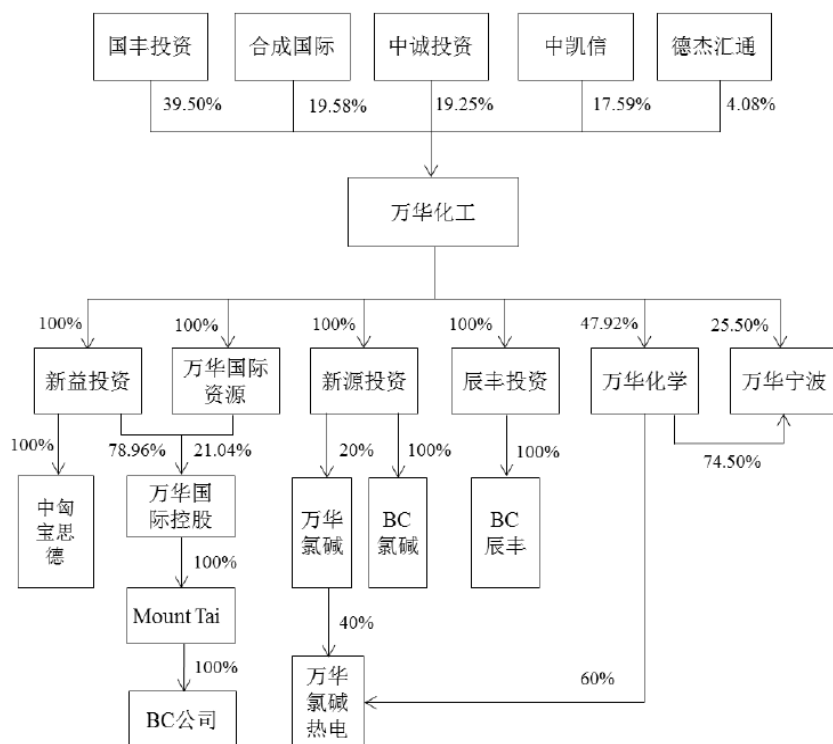 国丰投资
合成国际
中诚投资
中凯信
德杰汇通
39.50%
19.58%
19.25%
17.59%
4.08%
万华化工
100%
100%
100%
100%
47.92%
25.50%
新益投资
万华国际
资源
新源投资
辰丰投资
万华化学
万华宁波
100%
78.96%
21.04%
20%
100%
100%
74.50%
中匈
宝思
德
万华国
际控股
万华
氯碱
BC
氯碱
BC
辰丰
100%
Mount Tai
40%
100%
60%
BC公司
万华
氯碱
热电